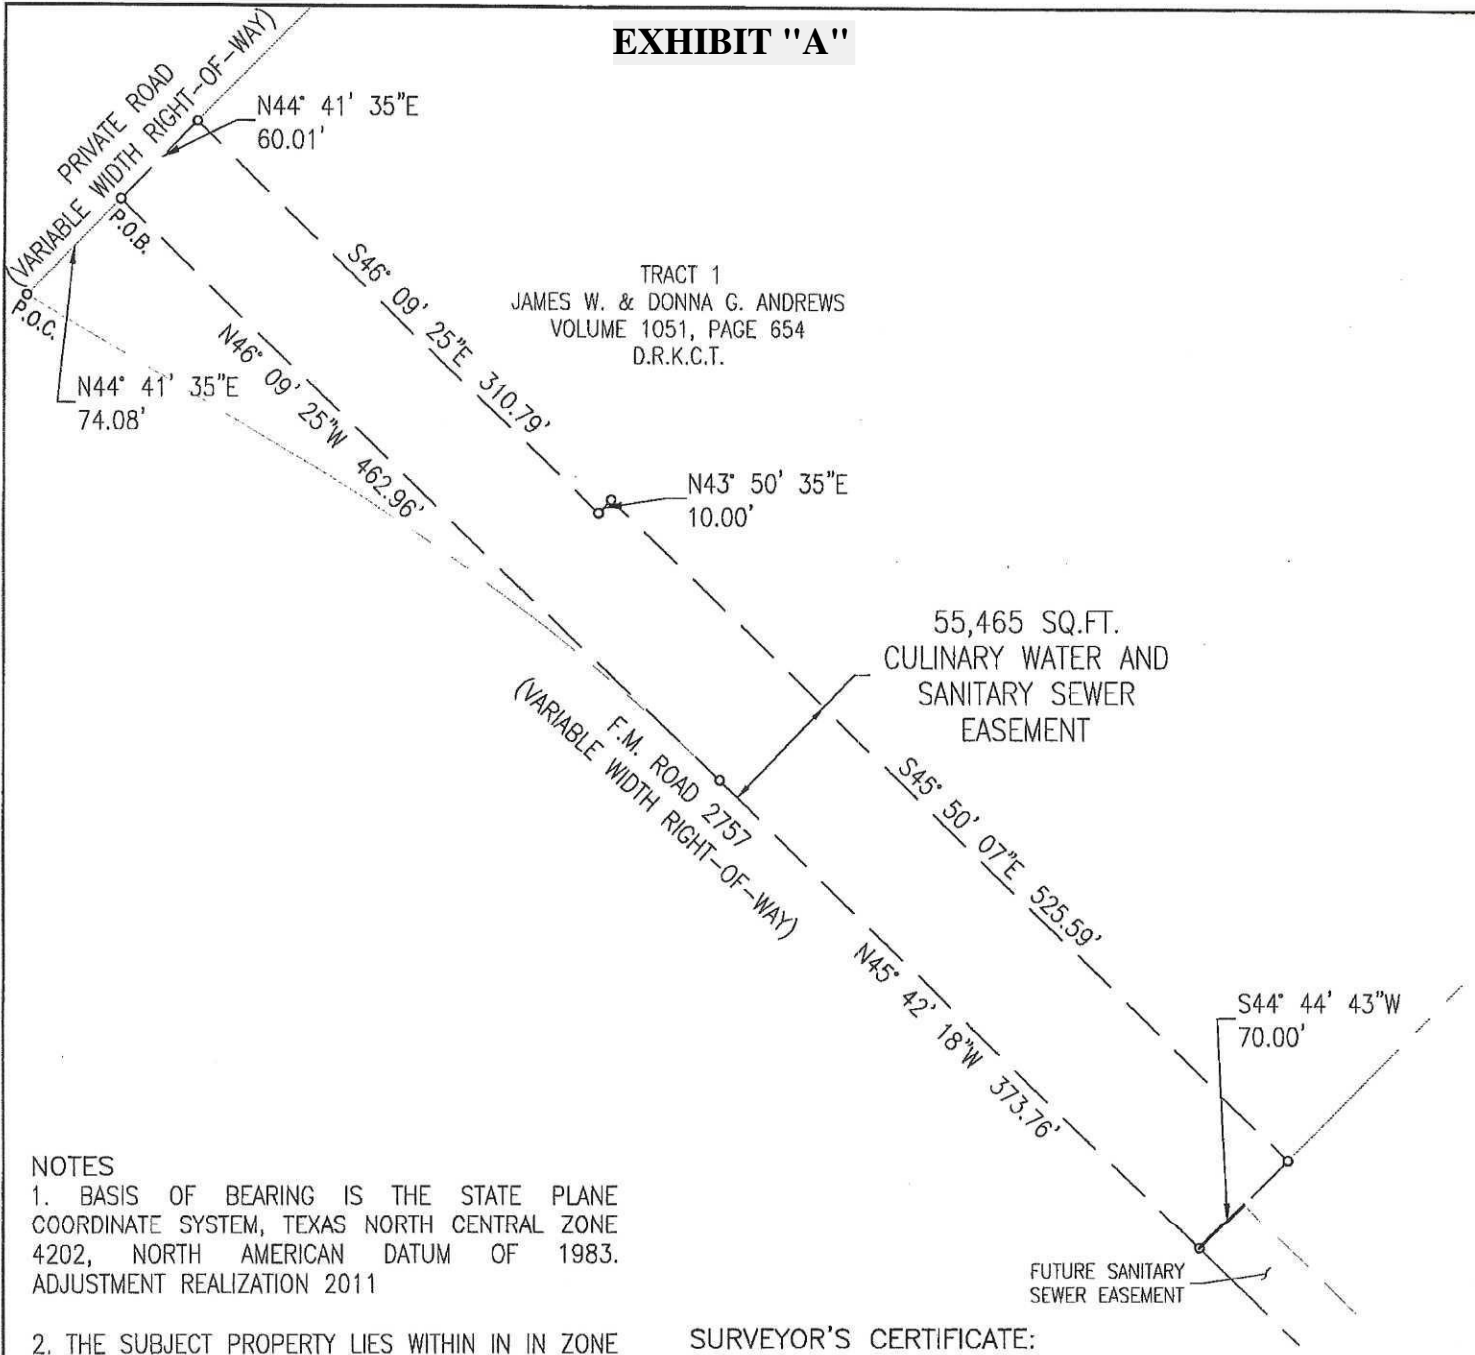 EXHIBIT "A"
PRIVATE ROAD
(VARIABLE WIDTH RIGHT-OF-WAY)
N44° 41' 35"E
60.01'
P.O.B.
P.O.C.
N44° 41' 35"E
74.08'
S46° 09' 25"E 310.79'
N46° 09' 25"W 462.96'
TRACT 1
JAMES W. & DONNA G. ANDREWS
VOLUME 1051, PAGE 654
D.R.K.C.T.
N43° 50' 35"E
10.00'
55,465 SQ.FT.
CULINARY WATER AND
SANITARY SEWER
EASEMENT
F.M. ROAD 2757
(VARIABLE WIDTH RIGHT-OF-WAY)
S45° 50' 07"E 525.59'
N45° 42' 18"W 373.76'
S44° 44' 43"W
70.00'
FUTURE SANITARY
SEWER EASEMENT
NOTES
1. BASIS OF BEARING IS THE STATE PLANE
COORDINATE SYSTEM, TEXAS NORTH CENTRAL ZONE
4202, NORTH AMERICAN DATUM OF 1983.
ADJUSTMENT REALIZATION 2011
2. THE SUBJECT PROPERTY LIES WITHIN IN IN ZONE
SURVEYOR'S CERTIFICATE: